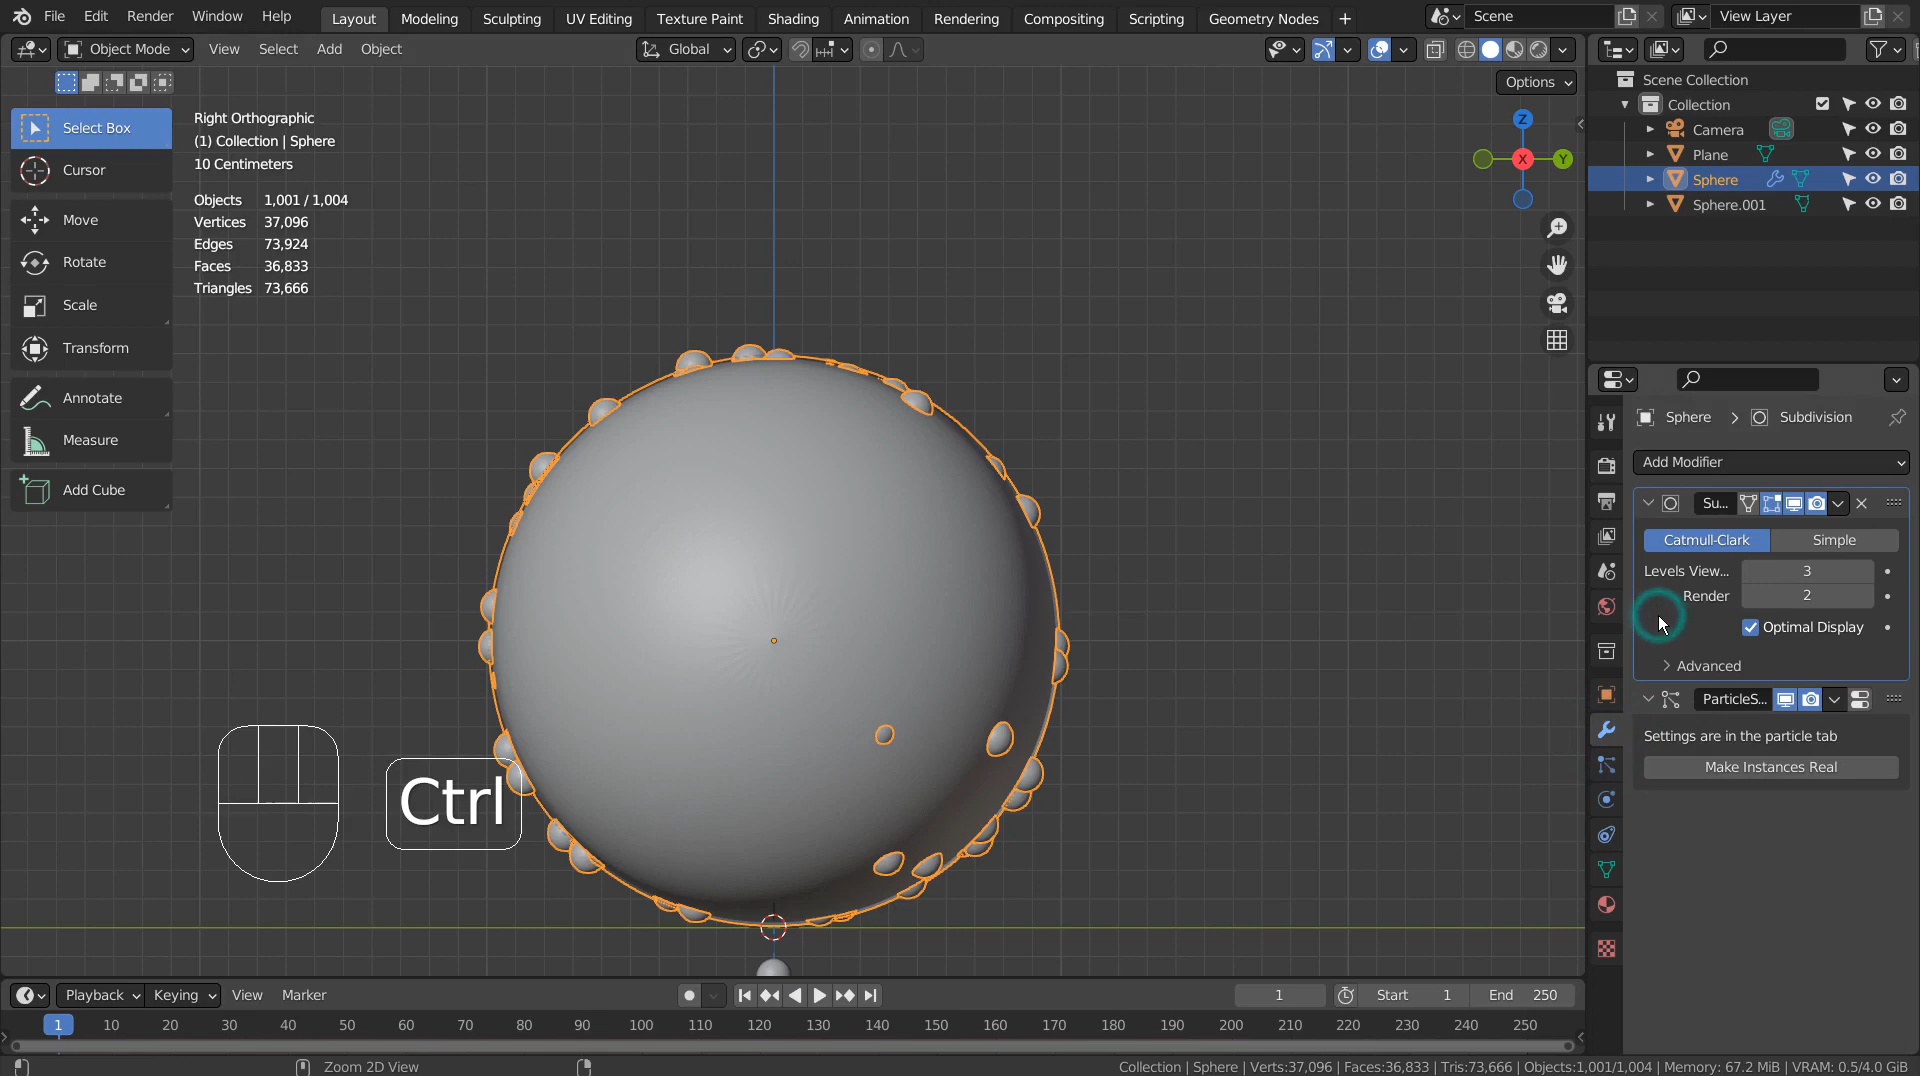 File Edit Render Window Help
Layout Modeling Sculpting UV Editing Texture Paint Shading Animation Rendering Compositing Scripting Geometry Nodes +
Scene
View Layer
Object Mode View Select Add Object
Global
Options
Select Box
Cursor
Move
Rotate
Scale
Transform
Annotate
Measure
Add Cube
Right Orthographic
(1) Collection | Sphere
10 Centimeters
Objects 1,001 / 1,004
Vertices 37,096
Edges 73,924
Faces 36,833
Triangles 73,666
Z
X
Y
Ctrl
Scene Collection
Collection
Camera
Plane
Sphere
Sphere.001
Sphere > Subdivision
Add Modifier
Su...
Catmull-Clark Simple
Levels View... 3
Render 2
Optimal Display
Advanced
ParticleS...
Settings are in the particle tab
Make Instances Real
Playback Keying View Marker
1 Start 1 End 250
1 10 20 30 40 50 60 70 80 90 100 110 120 130 140 150 160 170 180 190 200 210 220 230 240 250
Zoom 2D View
Collection | Sphere | Verts:37,096 | Faces:36,833 | Tris:73,666 | Objects:1,001/1,004 | Memory: 67.2 MiB | VRAM: 0.5/4.0 GiB